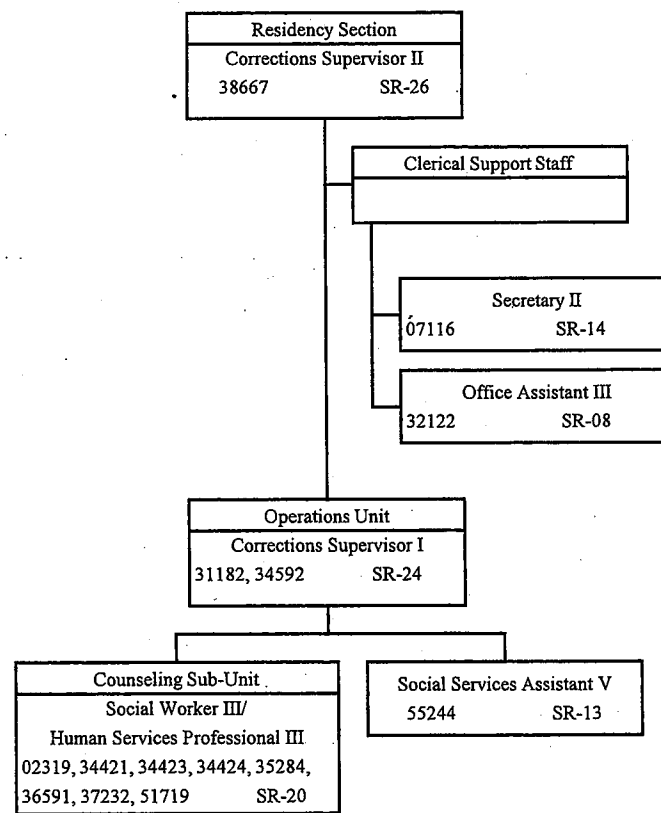 Residency Section
Corrections Supervisor II
38667 SR-26
Clerical Support Staff
Secretary II
07116 SR-14
Office Assistant III
32122 SR-08
Operations Unit
Corrections Supervisor I
31182, 34592 SR-24
Counseling Sub-Unit
Social Worker III/
Human Services Professional III
02319, 34421, 34423, 34424, 35284,
36591, 37232, 51719 SR-20
Social Services Assistant V
55244 SR-13